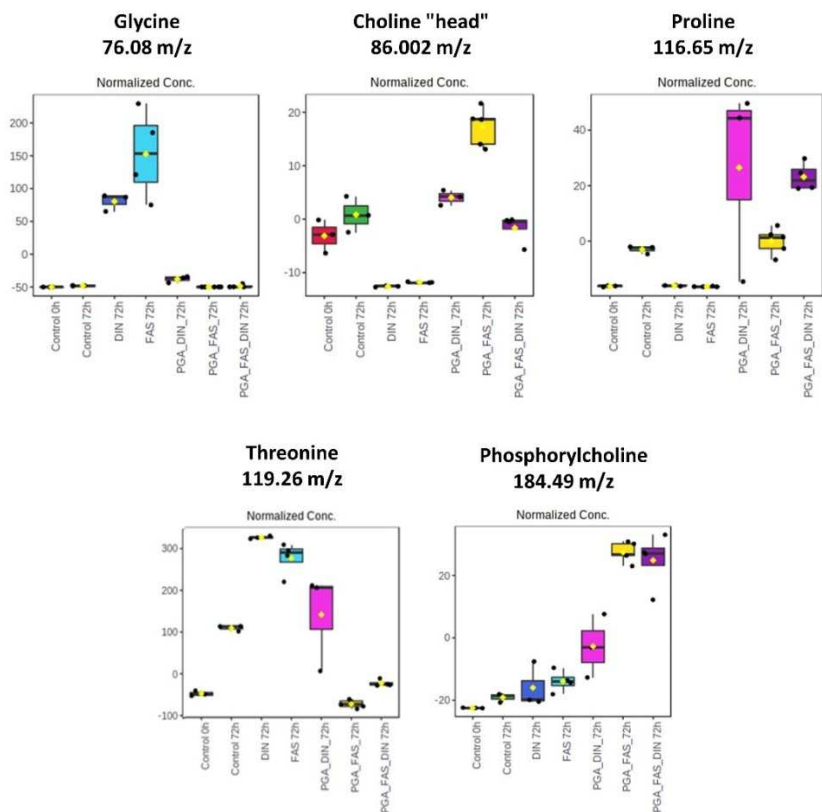 Glycine
76.08 m/z
Normalized Conc.
200
150
100
50
0
-50
Control 0h
Control 72h
DIN 72h
FAS 72h
PGA_DIN_72h
PGA_FAS_72h
PGA_FAS_DIN 72h
Choline "head"
86.002 m/z
Normalized Conc.
20
10
0
-10
Control 0h
Control 72h
DIN 72h
FAS 72h
PGA_DIN_72h
PGA_FAS_72h
PGA_FAS_DIN 72h
Proline
116.65 m/z
Normalized Conc.
40
20
0
Control 0h
Control 72h
DIN 72h
FAS 72h
PGA_DIN_72h
PGA_FAS_72h
PGA_FAS_DIN 72h
Threonine
119.26 m/z
Normalized Conc.
300
200
100
0
-100
Control 0h
Control 72h
DIN 72h
FAS 72h
PGA_DIN_72h
PGA_FAS_72h
PGA_FAS_DIN 72h
Phosphorylcholine
184.49 m/z
Normalized Conc.
20
0
-20
Control 0h
Control 72h
DIN 72h
FAS 72h
PGA_DIN_72h
PGA_FAS_72h
PGA_FAS_DIN 72h